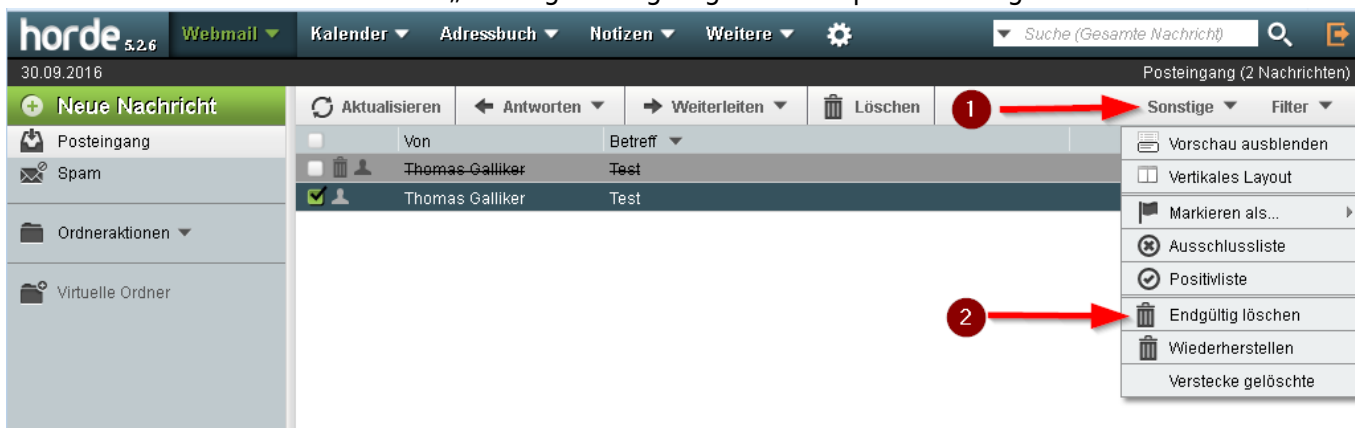 horde 5.2.6 Webmail Kalender Adressbuch Notizen Weitere Suche (Gesamte Nachricht)
30.09.2016 Posteingang (2 Nachrichten)
Neue Nachricht Aktualisieren Antworten Weiterleiten Löschen 1 Sonstige Filter
Posteingang Von Betreff Vorschau ausblenden
Spam Thomas Galliker Test Vertikales Layout
Thomas Galliker Test Markieren als...
Ordneraktionen Ausschlussliste
Virtuelle Ordner Positivliste
2 Endgültig löschen
Wiederherstellen
Verstecke gelöschte